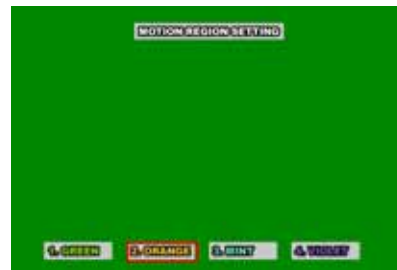 MOTION REGION SETTING
1. GREEN 2. ORANGE 3. MINT 4. VIOLET